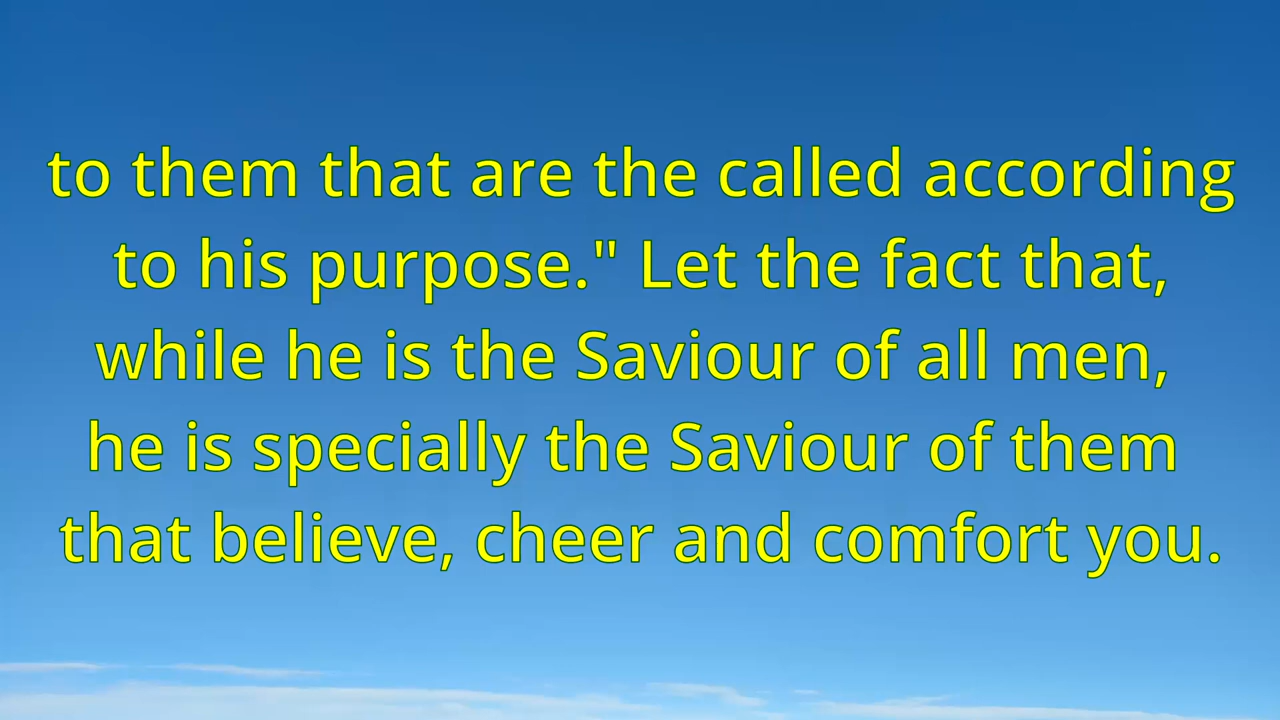 to them that are the called according
to his purpose." Let the fact that,
while he is the Saviour of all men,
he is specially the Saviour of them
that believe, cheer and comfort you.